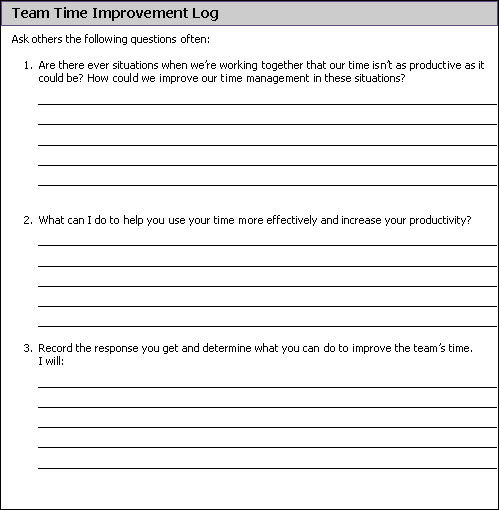 Team Time Improvement Log
Ask others the following questions often:
1. Are there ever situations when we're working together that our time isn't as productive as it
could be? How could we improve our time management in these situations?
2. What can I do to help you use your time more effectively and increase your productivity?
3. Record the response you get and determine what you can do to improve the team's time.
I will: